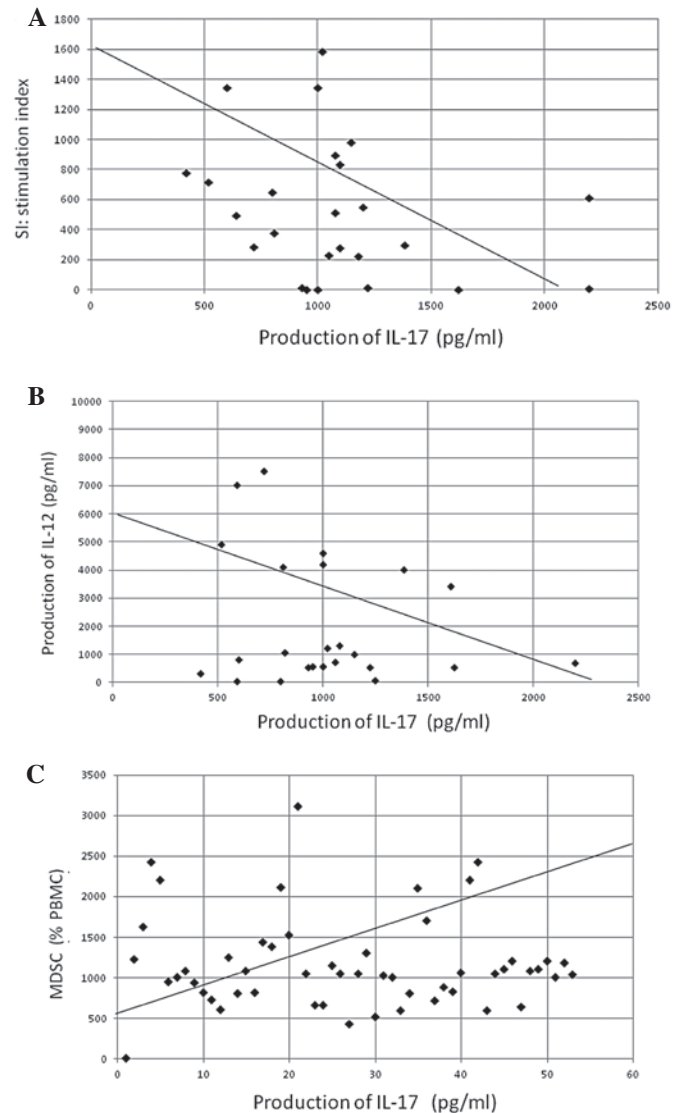 A
1800
1600
1400
1200
1000
800
600
400
200
0
SI: stimulation index
0 500 1000 1500 2000 2500
Production of IL-17 (pg/ml)
B
10000
9000
8000
7000
6000
5000
4000
3000
2000
1000
0
Production of IL-12 (pg/ml)
0 500 1000 1500 2000 2500
Production of IL-17 (pg/ml)
C
3500
3000
2500
2000
1500
1000
500
0
MDSC (% PBMC)
0 10 20 30 40 50 60
Production of IL-17 (pg/ml)